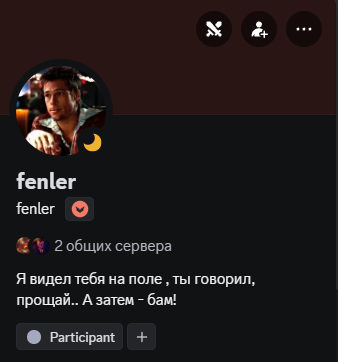 fenler
fenler
2 общих сервера
Я видел тебя на поле , ты говорил,
прощай.. А затем - бам!
Participant